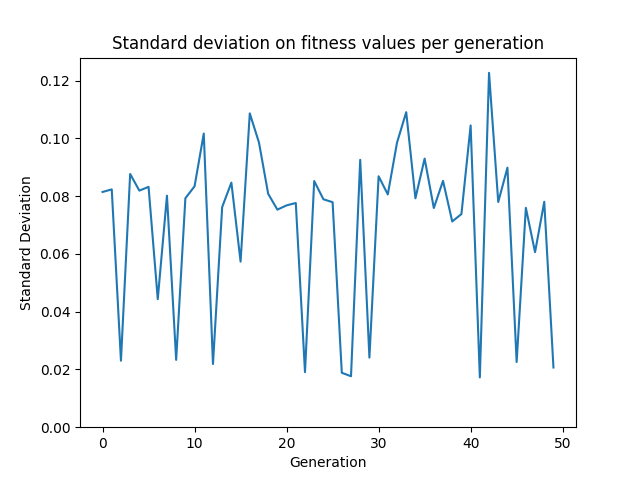 Standard deviation on fitness values per generation
0.12
0.10
0.08
0.06
0.04
0.02
0.00
Standard Deviation
0 10 20 30 40 50
Generation